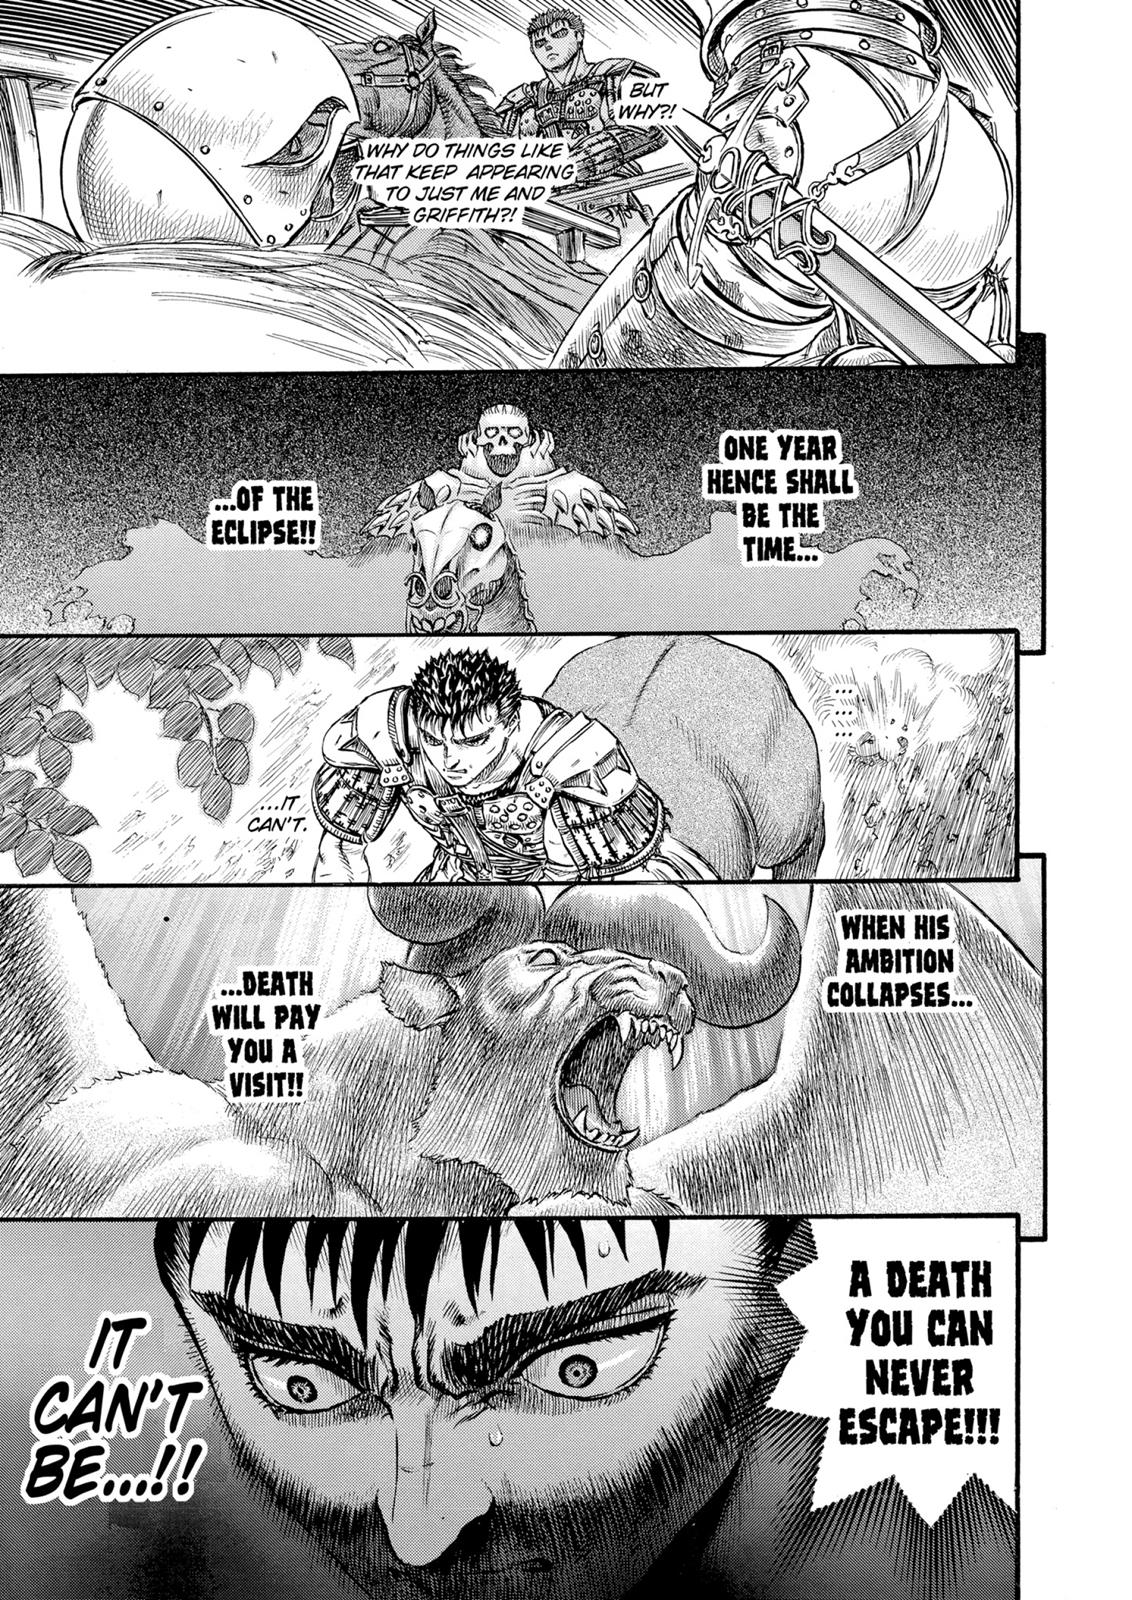 BUT
WHY?!
WHY DO THINGS LIKE
THAT KEEP APPEARING
TO JUST ME AND
GRIFFITH?!
ONE YEAR
HENCE SHALL
BE THE
TIME...
...OF THE
ECLIPSE!!
...IT
CAN'T.
WHEN HIS
AMBITION
COLLAPSES...
...DEATH
WILL PAY
YOU A
VISIT!!
A DEATH
YOU CAN
NEVER
ESCAPE!!!
IT
CAN'T
BE...!!